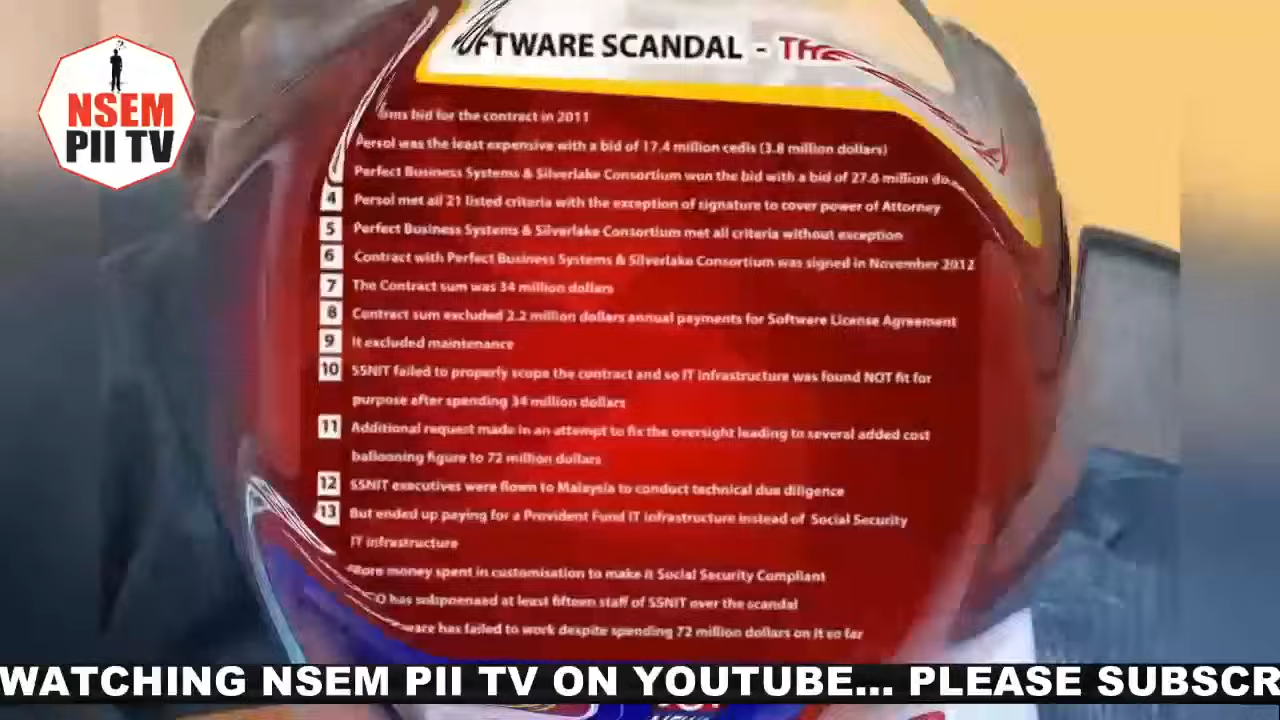 NSEM
PII TV
FTWARE SCANDAL - The
bid for the contract in 2011
Persol was the least expensive with a bid of 17.4 million cedis (3.8 million dollars)
Perfect Business Systems & Silverlake Consortium won the bid with a bid of 27.6 million do
4 Persol met all 21 listed criteria with the exception of signature to cover power of Attorney
5 Perfect Business Systems & Silverlake Consortium met all criteria without exception
6 Contract with Perfect Business Systems & Silverlake Consortium was signed in November 2012
7 The Contract sum was 34 million dollars
8 Contract sum excluded 2.2 million dollars annual payments for Software License Agreement
9 It excluded maintenance
10 SSNIT failed to properly scope the contract and so IT infrastructure was found NOT fit for
purpose after spending 34 million dollars
11 Additional request made in an attempt to fix the oversight leading to several added cost
ballooning figure to 72 million dollars
12 SSNIT executives were flown to Malaysia to conduct technical due diligence
13 But ended up paying for a Provident Fund IT infrastructure instead of Social Security
IT infrastructure
More money spent in customisation to make it Social Security Compliant
O has subpoenaed at least fifteen staff of SSNIT over the scandal
ware has failed to work despite spending 72 million dollars on it so far
WATCHING NSEM PII TV ON YOUTUBE... PLEASE SUBSCR